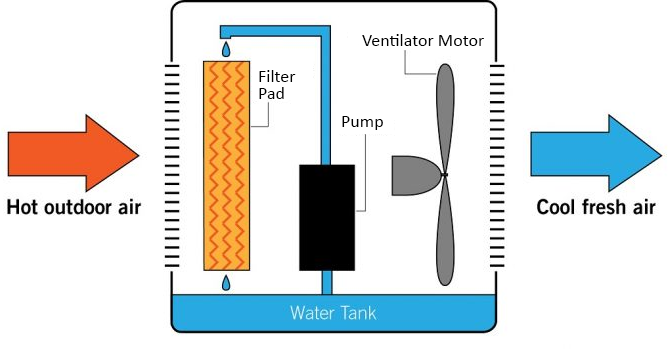 Ventilator Motor
Filter
Pad
Pump
Hot outdoor air
Cool fresh air
Water Tank